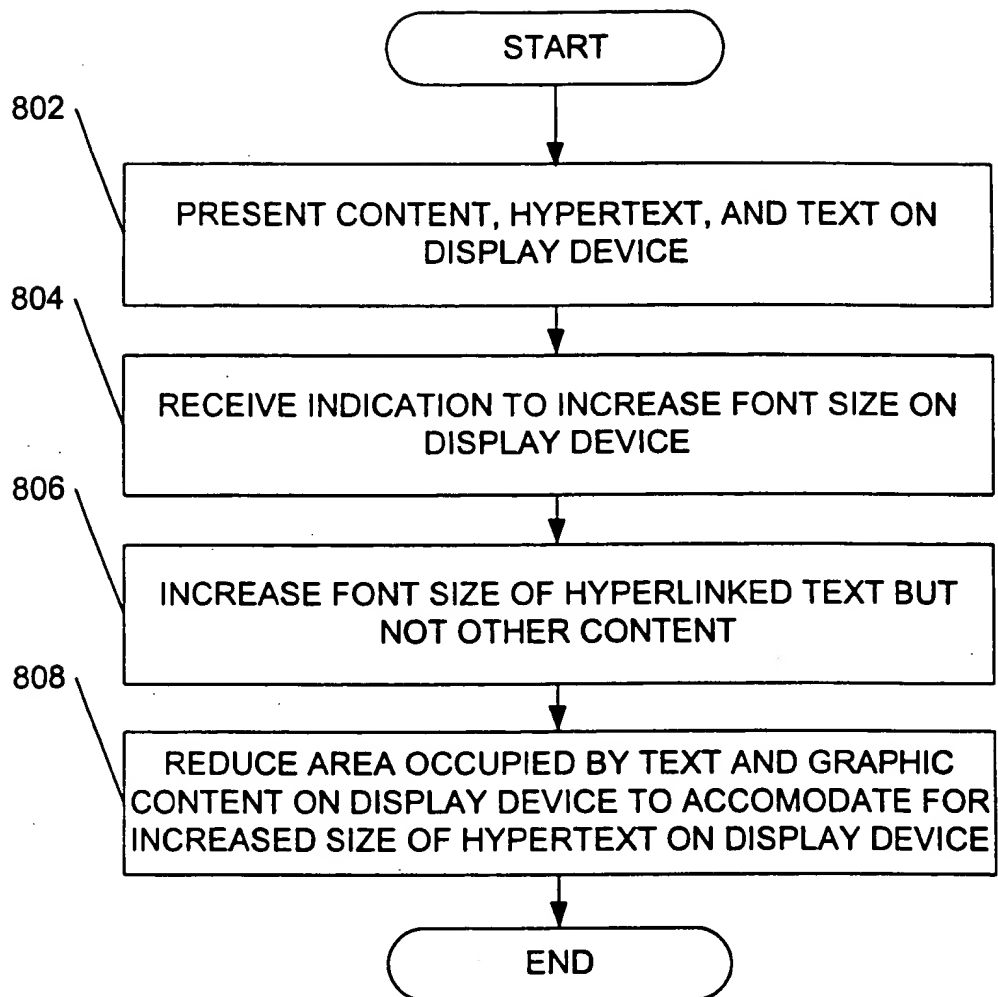 START
802
PRESENT CONTENT, HYPERTEXT, AND TEXT ON
DISPLAY DEVICE
804
RECEIVE INDICATION TO INCREASE FONT SIZE ON
DISPLAY DEVICE
806
INCREASE FONT SIZE OF HYPERLINKED TEXT BUT
NOT OTHER CONTENT
808
REDUCE AREA OCCUPIED BY TEXT AND GRAPHIC
CONTENT ON DISPLAY DEVICE TO ACCOMODATE FOR
INCREASED SIZE OF HYPERTEXT ON DISPLAY DEVICE
END